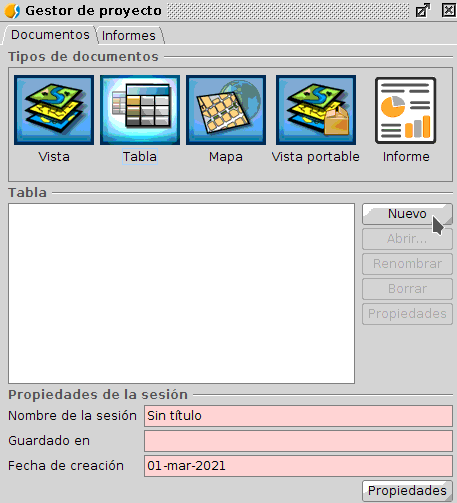 Gestor de proyecto
Documentos Informes
Tipos de documentos
Vista Tabla Mapa Vista portable Informe
Tabla
Nuevo
Abrir...
Renombrar
Borrar
Propiedades
Propiedades de la sesión
Nombre de la sesión Sin título
Guardado en
Fecha de creación 01-mar-2021
Propiedades